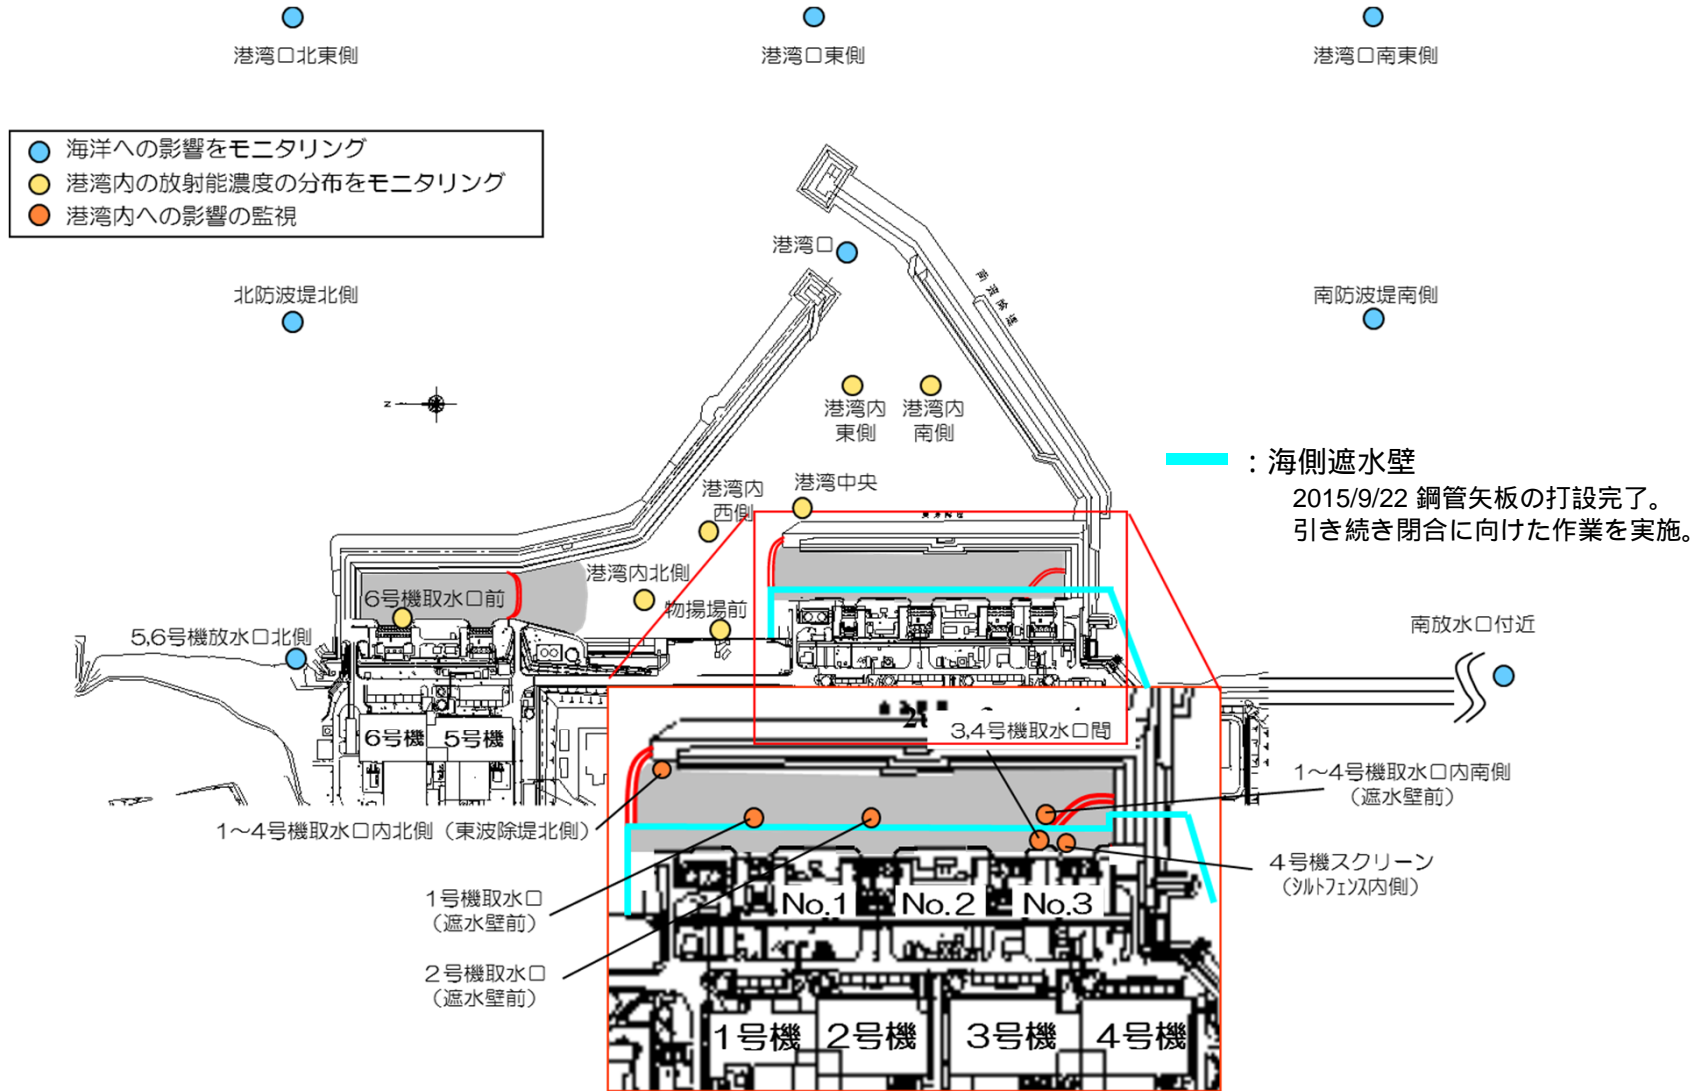 港湾口北東側
港湾口東側
港湾口南東側
海洋への影響をモニタリング
港湾内の放射能濃度の分布をモニタリング
港湾内への影響の監視
港湾口
北防波堤北側
南防波堤南側
N
港湾内
東側
港湾内
南側
:海側遮水壁
2015/9/22 鋼管矢板の打設完了。
引き続き閉合に向けた作業を実施。
港湾内
西側
港湾中央
港湾内北側
6号機取水口前
物揚場前
5,6号機放水口北側
南放水口付近
6号機
5号機
3,4号機取水口間
1～4号機取水口内南側
(遮水壁前)
1～4号機取水口内北側(東波除堤北側)
4号機スクリーン
(シルトフェンス内側)
1号機取水口
(遮水壁前)
No.1
No.2
No.3
2号機取水口
(遮水壁前)
1号機
2号機
3号機
4号機